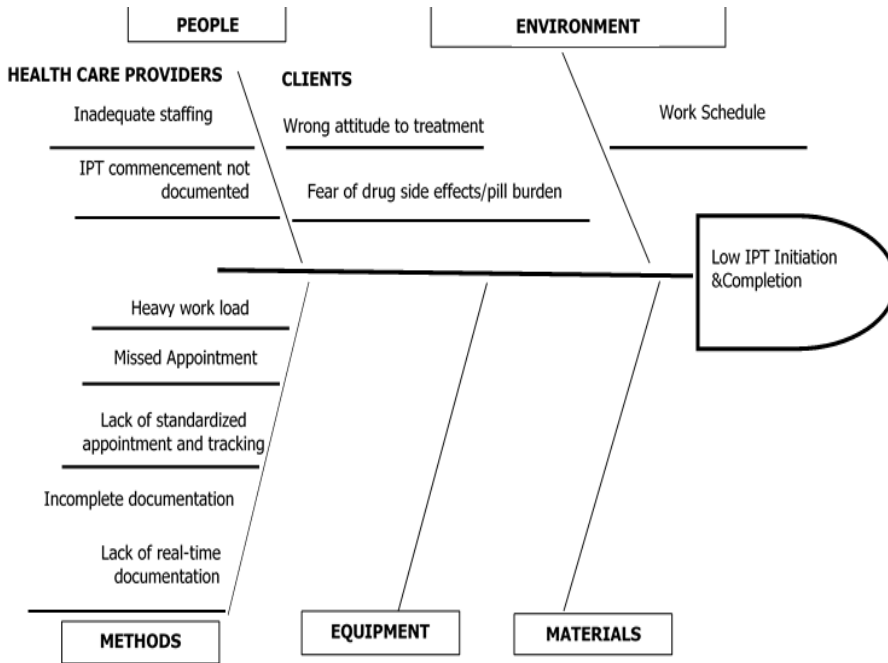 PEOPLE
ENVIRONMENT
HEALTH CARE PROVIDERS
CLIENTS
Inadequate staffing
Wrong attitude to treatment
Work Schedule
IPT commencement not
documented
Fear of drug side effects/pill burden
Low IPT Initiation
&Completion
Heavy work load
Missed Appointment
Lack of standardized
appointment and tracking
Incomplete documentation
Lack of real-time
documentation
METHODS
EQUIPMENT
MATERIALS